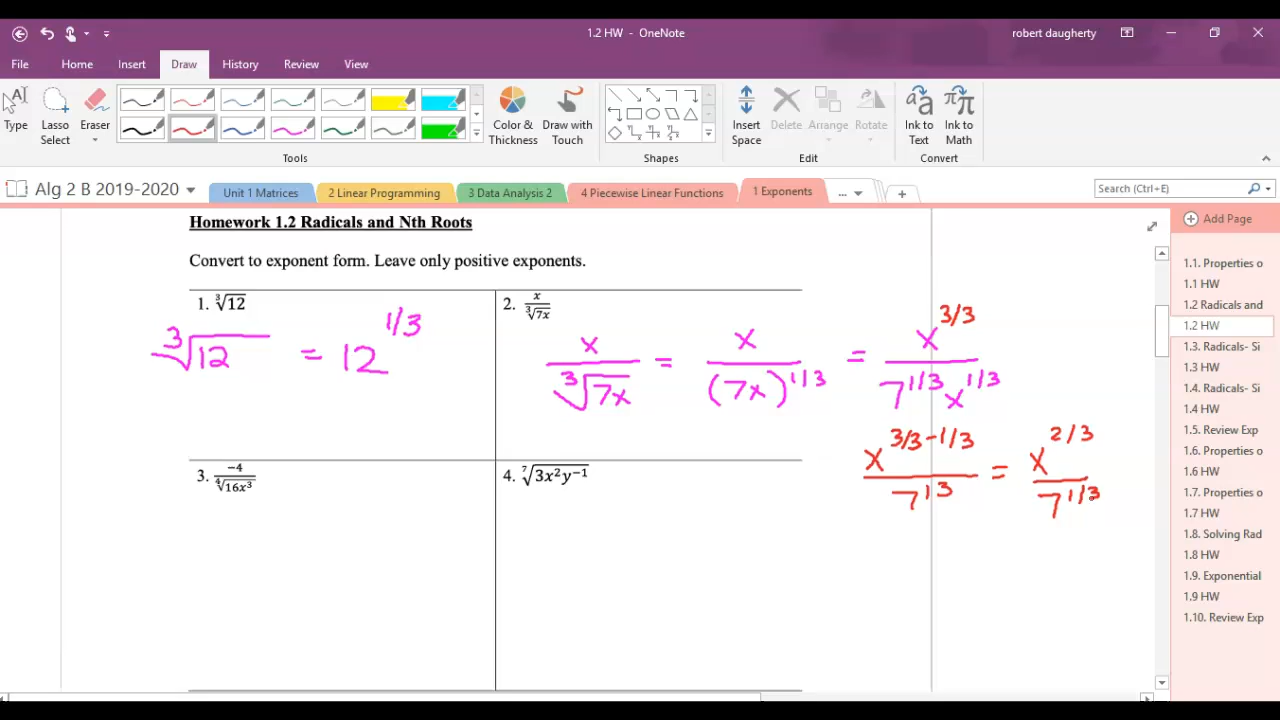 1.2 HW - OneNote
robert daugherty
File Home Insert Draw History Review View
Type
Lasso Select
Eraser
Color & Thickness
Draw with Touch
Insert Space
Delete
Arrange
Rotate
Ink to Text
Ink to Math
Tools
Shapes
Edit
Convert
Alg 2 B 2019-2020
Unit 1 Matrices
2 Linear Programming
3 Data Analysis 2
4 Piecewise Linear Functions
1 Exponents
...
Search (Ctrl+E)
Add Page
1.1. Properties o
1.1 HW
1.2 Radicals and
1.2 HW
1.3. Radicals- Si
1.3 HW
1.4. Radicals- Si
1.4 HW
1.5. Review Exp
1.6. Properties o
1.6 HW
1.7. Properties o
1.7 HW
1.8. Solving Rad
1.8 HW
1.9. Exponential
1.9 HW
1.10. Review Exp
Homework 1.2 Radicals and Nth Roots
Convert to exponent form. Leave only positive exponents.
1. ∛12
∛12 = 12^1/3
2. x/∛7x
x/∛7x = x/(7x)^1/3 = x^3/3 / 7^1/3 x^1/3
x^3/3-1/3 / 7^1/3 = x^2/3 / 7^1/3
3. -4/∜16x³
4. ⁷√3x²y⁻¹